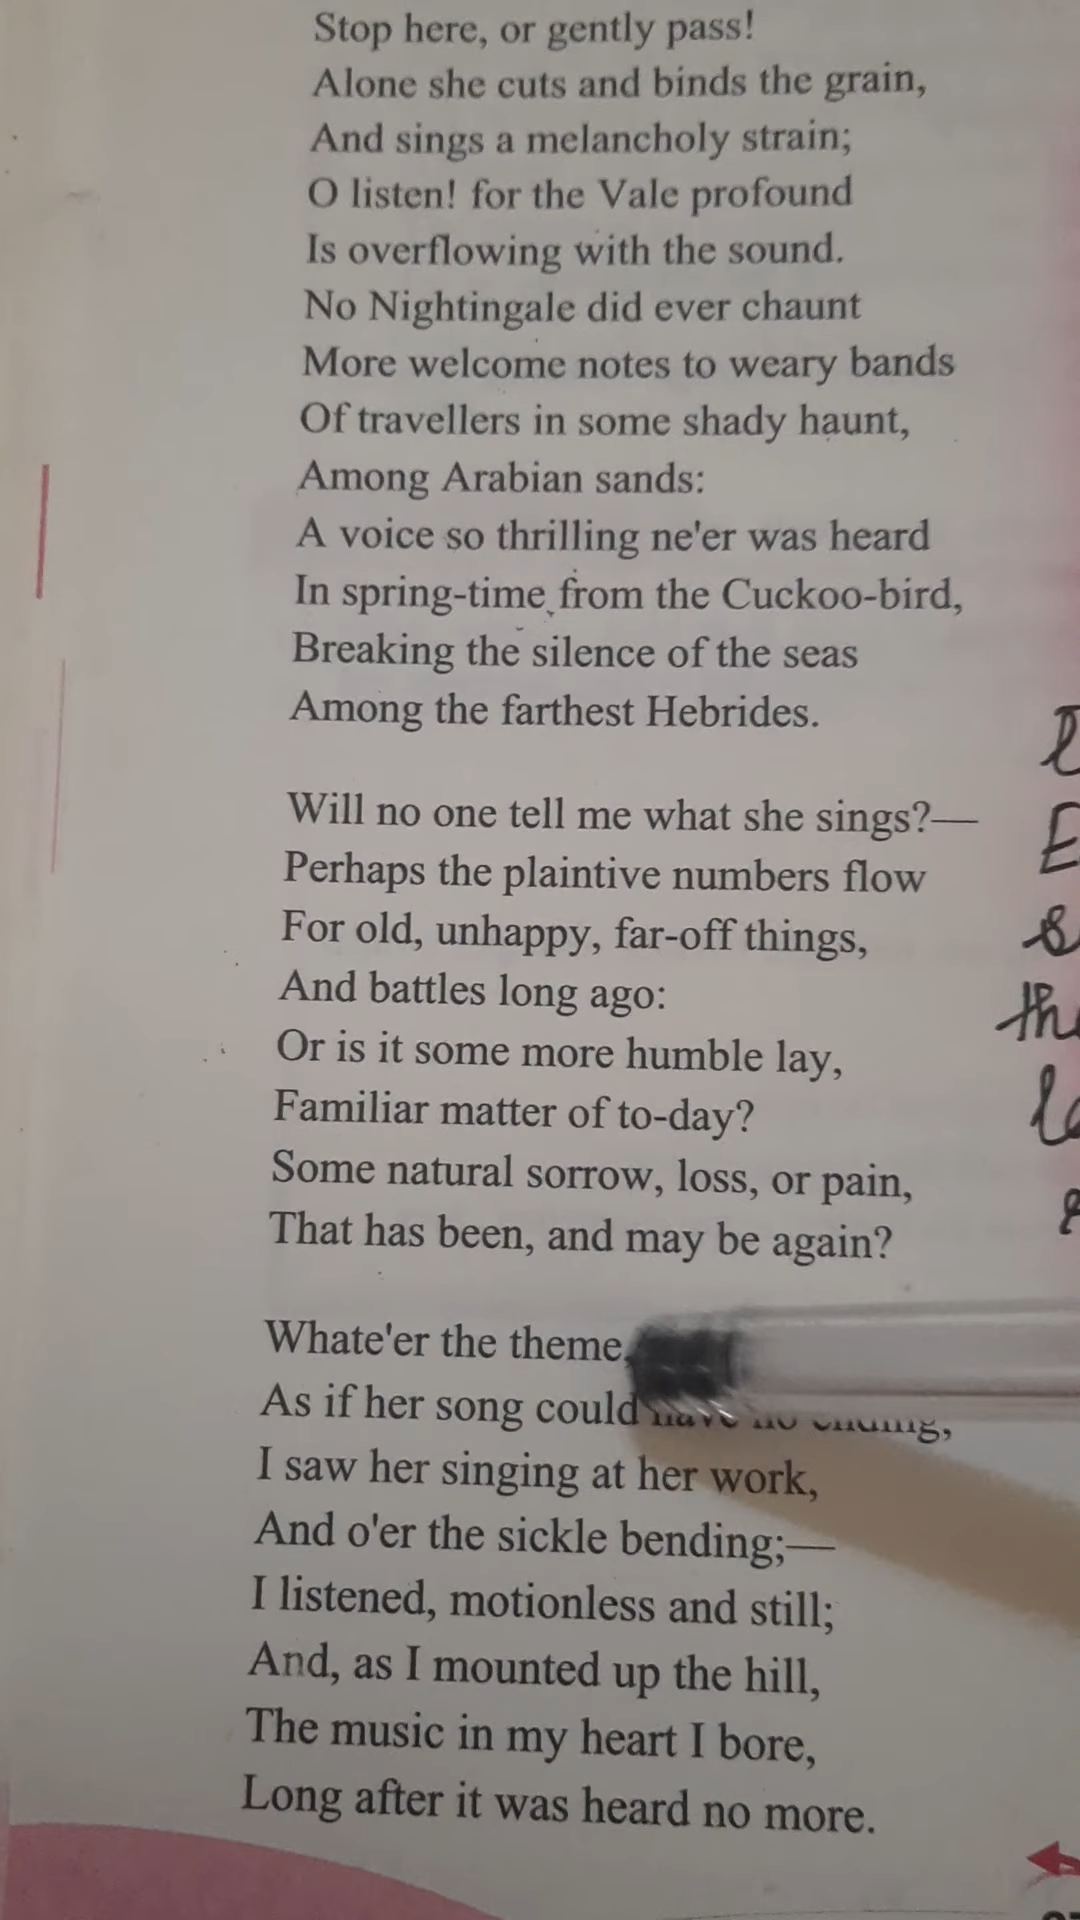 Stop here, or gently pass!
Alone she cuts and binds the grain,
And sings a melancholy strain;
O listen! for the Vale profound
Is overflowing with the sound.
No Nightingale did ever chaunt
More welcome notes to weary bands
Of travellers in some shady haunt,
Among Arabian sands:
A voice so thrilling ne'er was heard
In spring-time from the Cuckoo-bird,
Breaking the silence of the seas
Among the farthest Hebrides.
Will no one tell me what she sings?—
Perhaps the plaintive numbers flow
For old, unhappy, far-off things,
And battles long ago:
Or is it some more humble lay,
Familiar matter of to-day?
Some natural sorrow, loss, or pain,
That has been, and may be again?
Whate'er the theme,
As if her song could have no ending,
I saw her singing at her work,
And o'er the sickle bending;—
I listened, motionless and still;
And, as I mounted up the hill,
The music in my heart I bore,
Long after it was heard no more.